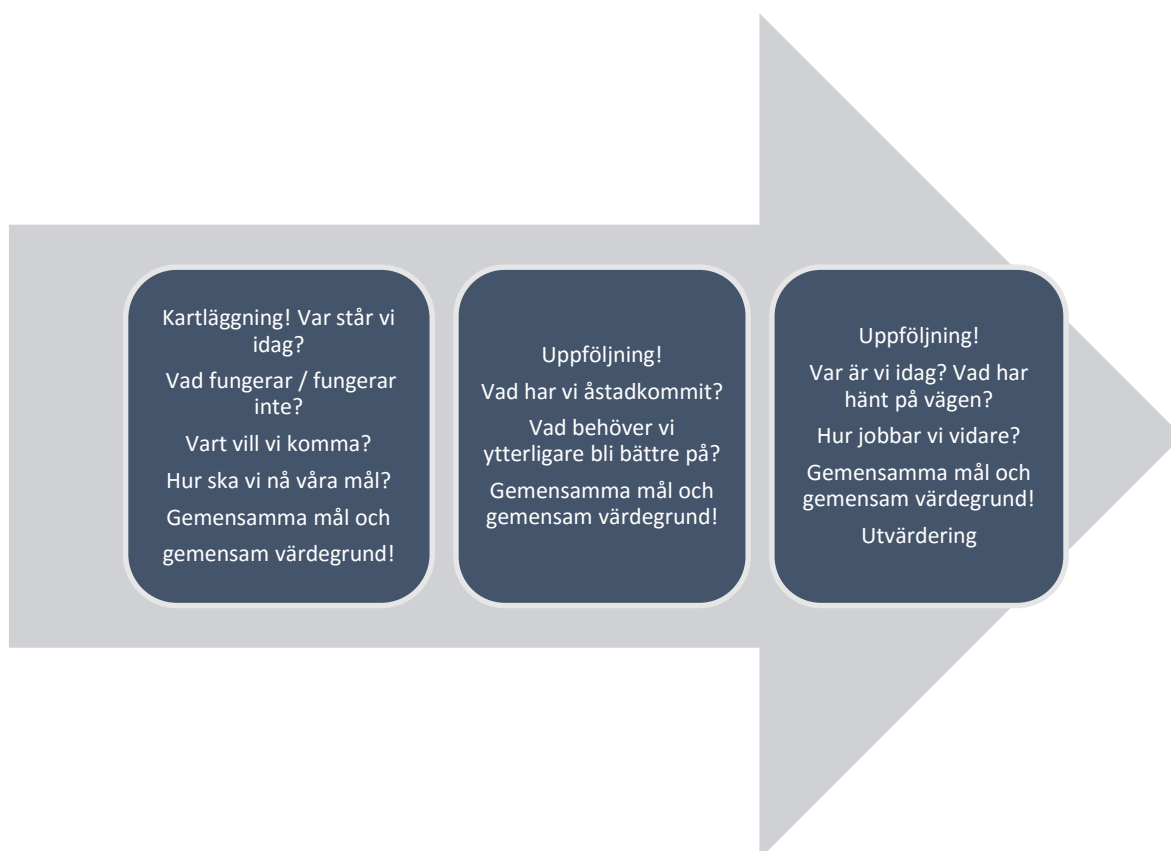 Kartläggning! Var står vi
idag?
Vad fungerar / fungerar
inte?
Vart vill vi komma?
Hur ska vi nå våra mål?
Gemensamma mål och
gemensam värdegrund!
Uppföljning!
Vad har vi åstadkommit?
Vad behöver vi
ytterligare bli bättre på?
Gemensamma mål och
gemensam värdegrund!
Uppföljning!
Var är vi idag? Vad har
hänt på vägen?
Hur jobbar vi vidare?
Gemensamma mål och
gemensam värdegrund!
Utvärdering